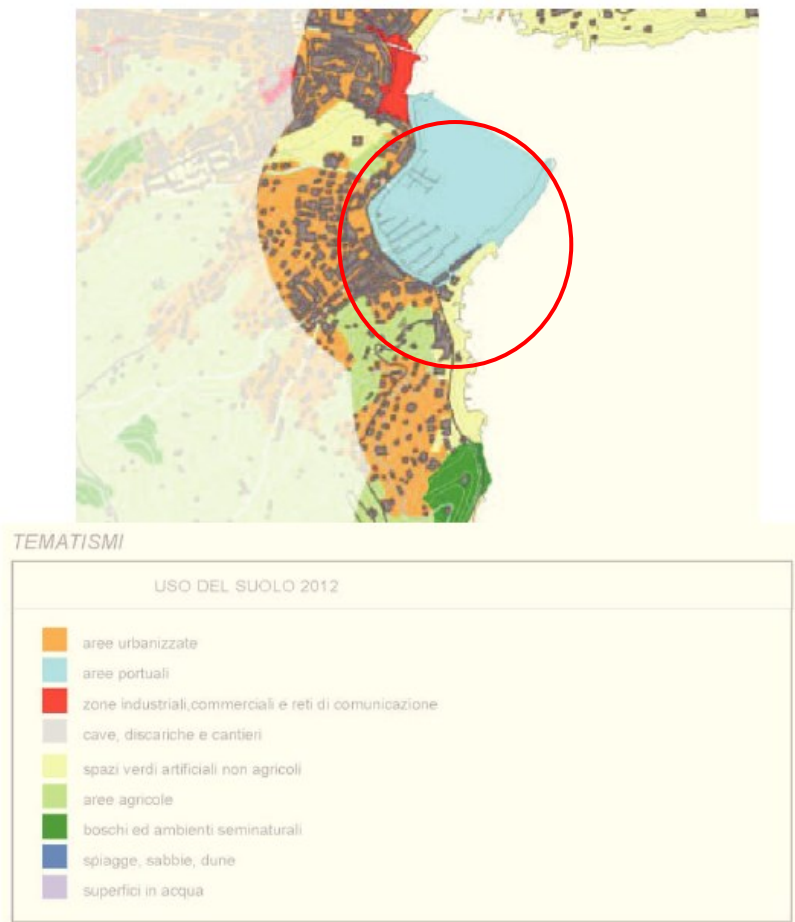 TEMATISMI
USO DEL SUOLO 2012
aree urbanizzate
aree portuali
zone industriali,commerciali e reti di comunicazione
cave, discariche e cantieri
spazi verdi artificiali non agricoli
aree agricole
boschi ed ambienti seminaturali
spiagge, sabbie, dune
superfici in acqua